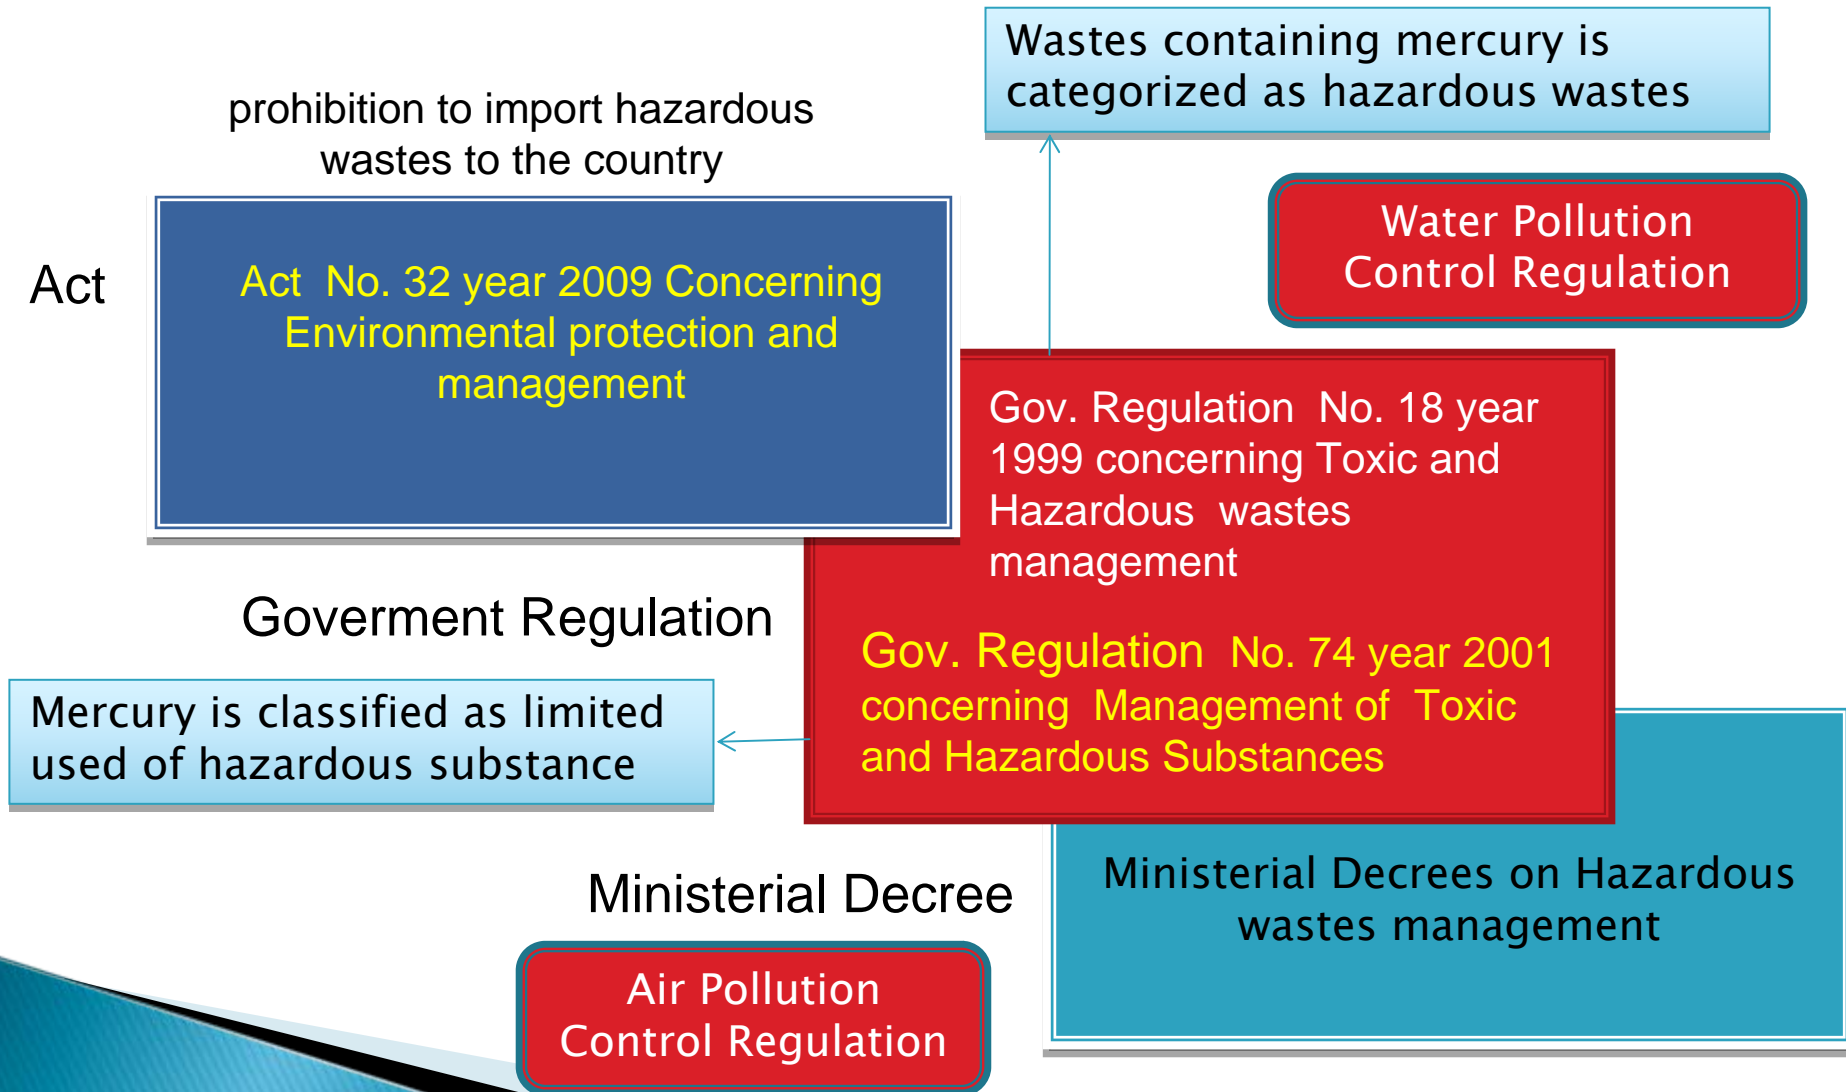 Wastes containing mercury is
categorized as hazardous wastes
prohibition to import hazardous
wastes to the country
Water Pollution
Control Regulation
Act
Act No. 32 year 2009 Concerning
Environmental protection and
management
Gov. Regulation No. 18 year
1999 concerning Toxic and
Hazardous wastes
management
Goverment Regulation
Gov. Regulation No. 74 year 2001
concerning Management of Toxic
and Hazardous Substances
Mercury is classified as limited
used of hazardous substance
Ministerial Decree
Ministerial Decrees on Hazardous
wastes management
Air Pollution
Control Regulation